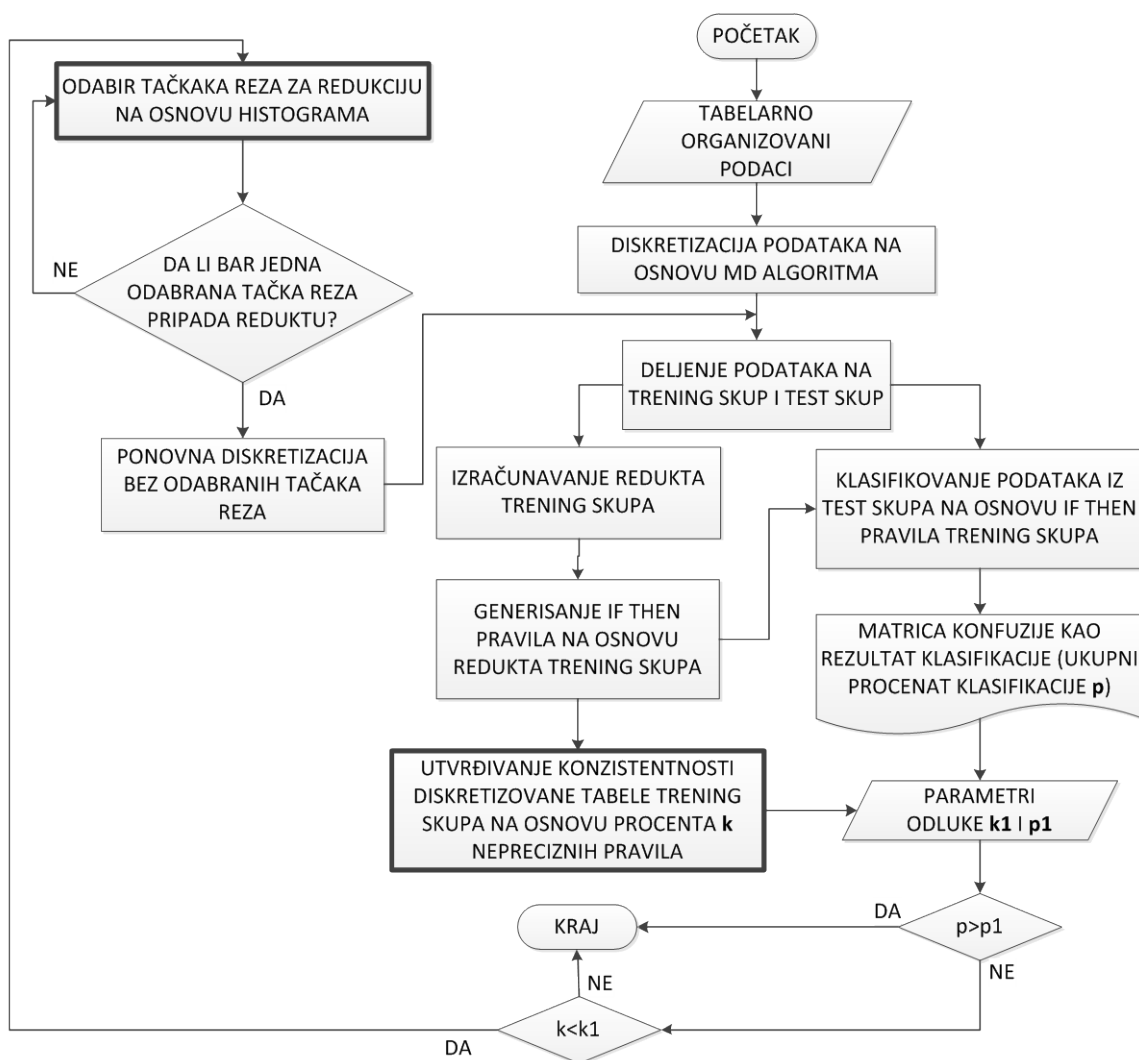 POČETAK
TABELARNO
ORGANIZOVANI
PODACI
DISKRETIZACIJA PODATAKA NA
OSNOVU MD ALGORITMA
DELJENJE PODATAKA NA
TRENING SKUP I TEST SKUP
IZRAČUNAVANJE REDUKTA
TRENING SKUPA
GENERISANJE IF THEN
PRAVILA NA OSNOVU
REDUKTA TRENING SKUPA
KLASIFIKOVANJE PODATAKA IZ
TEST SKUPA NA OSNOVU IF THEN
PRAVILA TRENING SKUPA
MATRICA KONFUZIJE KAO
REZULTAT KLASIFIKACIJE (UKUPNI
PROCENAT KLASIFIKACIJE p)
UTVRĐIVANJE KONZISTENTNOSTI
DISKRETIZOVANE TABELE TRENING
SKUPA NA OSNOVU PROCENTA k
NEPRECIZNIH PRAVILA
PARAMETRI
ODLUKE k1 I p1
p>p1
DA
NE
KRAJ
k<k1
NE
DA
ODABIR TAČKAKA REZA ZA REDUKCIJU
NA OSNOVU HISTOGRAMA
DA LI BAR JEDNA
ODABRANA TAČKA REZA
PRIPADA REDUKTU?
NE
DA
PONOVNA DISKRETIZACIJA
BEZ ODABRANIH TAČAKA
REZA